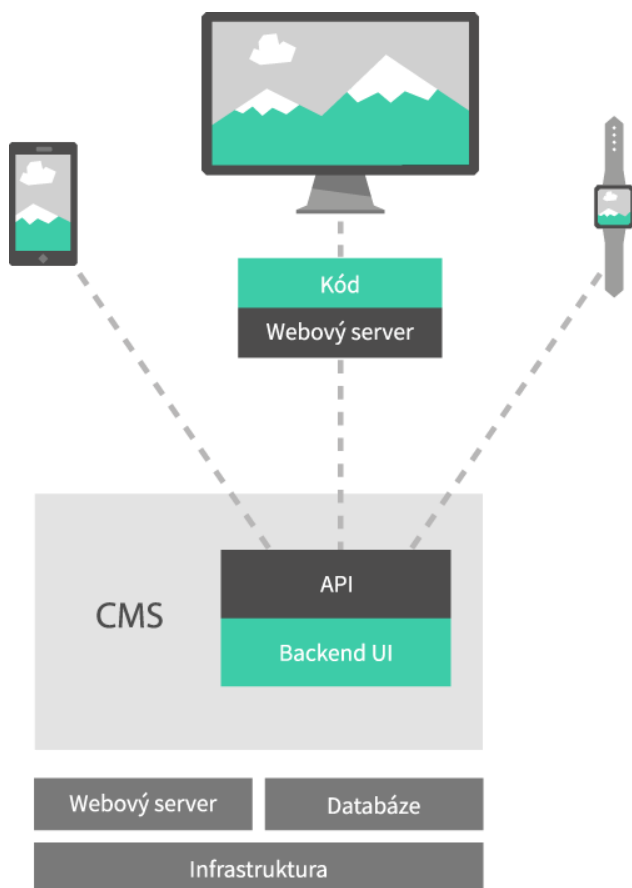 Kód
Webový server
API
CMS
Backend UI
Webový server
Databáze
Infrastruktura